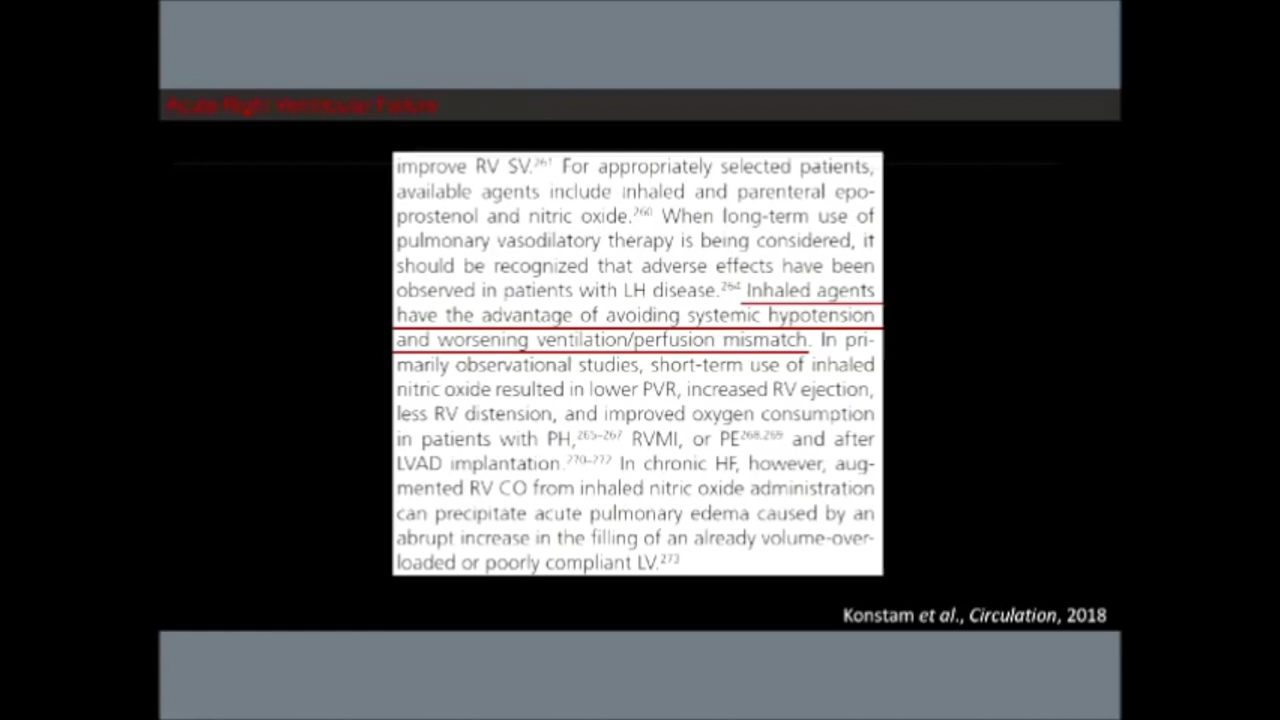 Acute Right Ventricular Failure
improve RV SV.261 For appropriately selected patients,
available agents include inhaled and parenteral epo-
prostenol and nitric oxide.260 When long-term use of
pulmonary vasodilatory therapy is being considered, it
should be recognized that adverse effects have been
observed in patients with LH disease.264 Inhaled agents
have the advantage of avoiding systemic hypotension
and worsening ventilation/perfusion mismatch. In pri-
marily observational studies, short-term use of inhaled
nitric oxide resulted in lower PVR, increased RV ejection,
less RV distension, and improved oxygen consumption
in patients with PH,265–267 RVMI, or PE268,269 and after
LVAD implantation.270–272 In chronic HF, however, aug-
mented RV CO from inhaled nitric oxide administration
can precipitate acute pulmonary edema caused by an
abrupt increase in the filling of an already volume-over-
loaded or poorly compliant LV.273
Konstam et al., Circulation, 2018